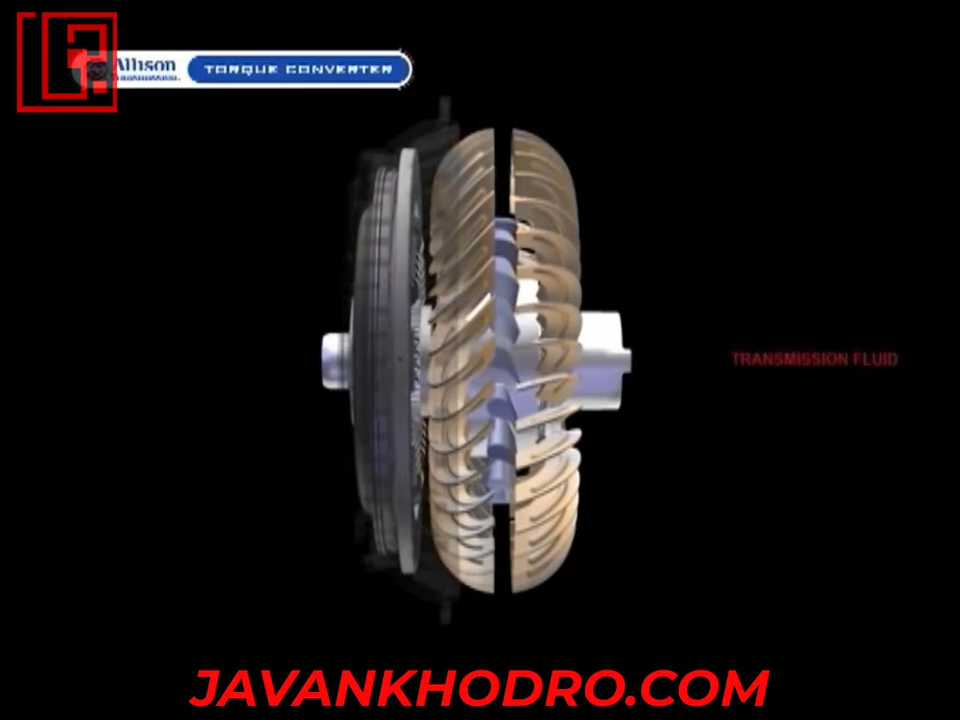 Allison
TORQUE CONVERTER
TRANSMISSION FLUID
JAVANKHODRO.COM